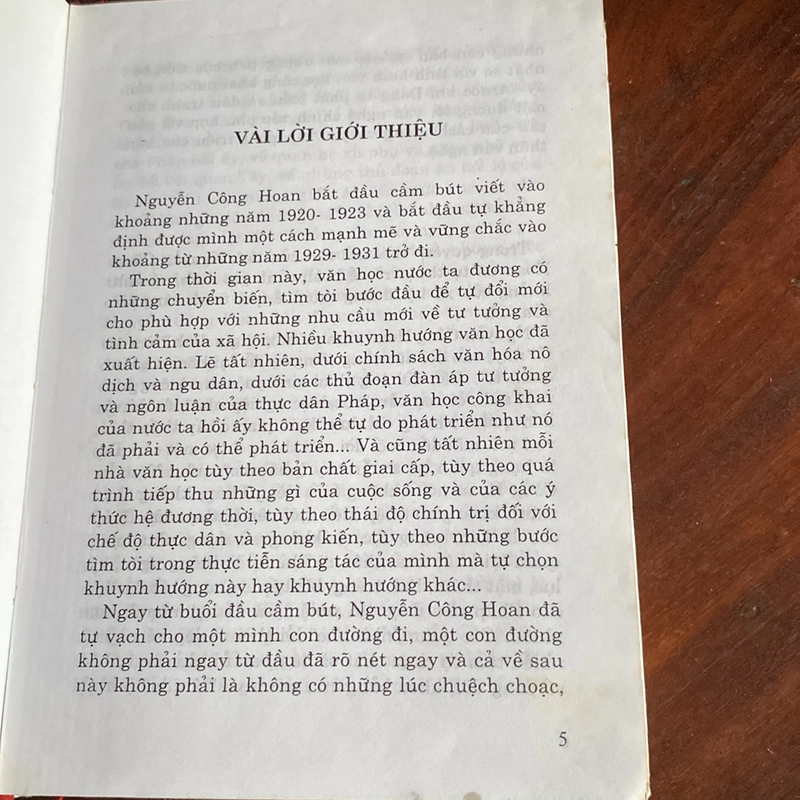 VÀI LỜI GIỚI THIỆU
Nguyễn Công Hoan bắt đầu cầm bút viết vào
khoảng những năm 1920- 1923 và bắt đầu tự khẳng
định được mình một cách mạnh mẽ và vững chắc vào
khoảng từ những năm 1929- 1931 trở đi.
Trong thời gian này, văn học nước ta đương có
những chuyển biến, tìm tòi bước đầu để tự đổi mới
cho phù hợp với những nhu cầu mới về tư tưởng và
tình cảm của xã hội. Nhiều khuynh hướng văn học đã
xuất hiện. Lẽ tất nhiên, dưới chính sách văn hóa nô
dịch và ngu dân, dưới các thủ đoạn đàn áp tư tưởng
và ngôn luận của thực dân Pháp, văn học công khai
của nước ta hồi ấy không thể tự do phát triển như nó
đã phải và có thể phát triển... Và cũng tất nhiên mỗi
nhà văn học tùy theo bản chất giai cấp, tùy theo quá
trình tiếp thu những gì của cuộc sống và của các ý
thức hệ đương thời, tùy theo thái độ chính trị đối với
chế độ thực dân và phong kiến, tùy theo những bước
tìm tòi trong thực tiễn sáng tác của mình mà tự chọn
khuynh hướng này hay khuynh hướng khác...
Ngay từ buổi đầu cầm bút, Nguyễn Công Hoan đã
tự vạch cho một mình con đường đi, một con đường
không phải ngay từ đầu đã rõ nét ngay và cả về sau
này không phải là không có những lúc chuệch choạc,
5